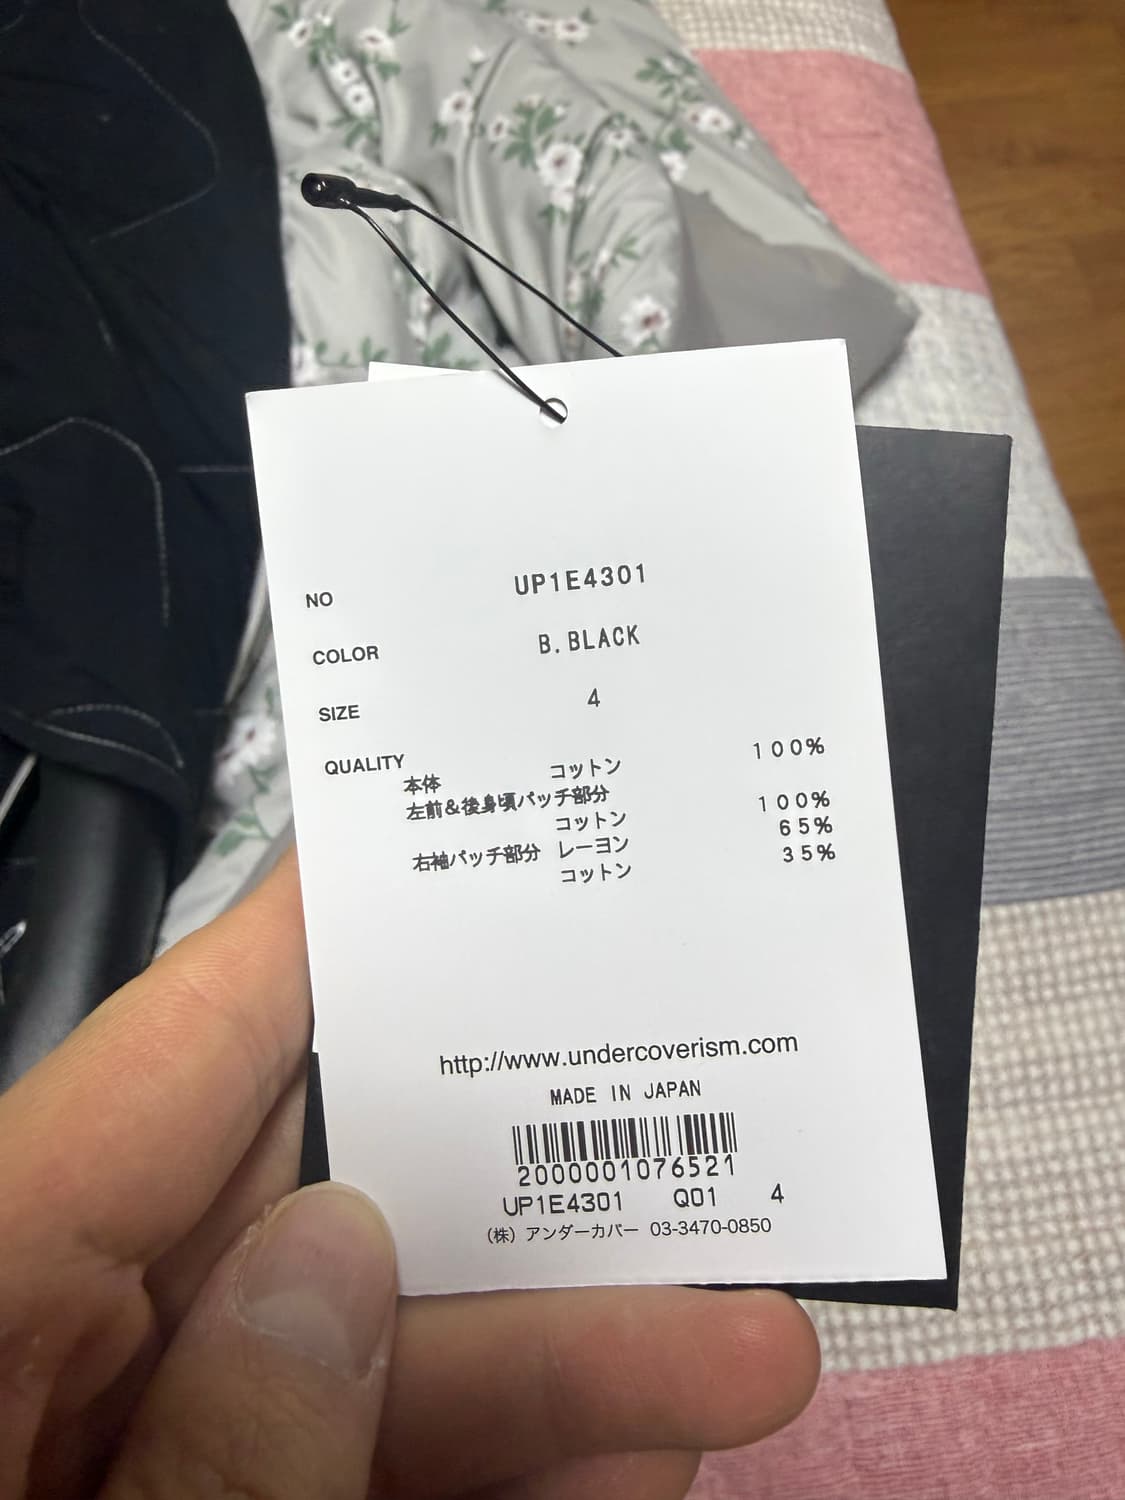 NO UP1E4301
COLOR B.BLACK
SIZE 4
QUALITY
本体 コットン 100%
左前&後身頃パッチ部分
コットン 100%
右袖パッチ部分 レーヨン 65%
コットン 35%
http://www.undercoverism.com
MADE IN JAPAN
2000001076521
UP1E4301 Q01 4
(株) アンダーカバー 03-3470-0850